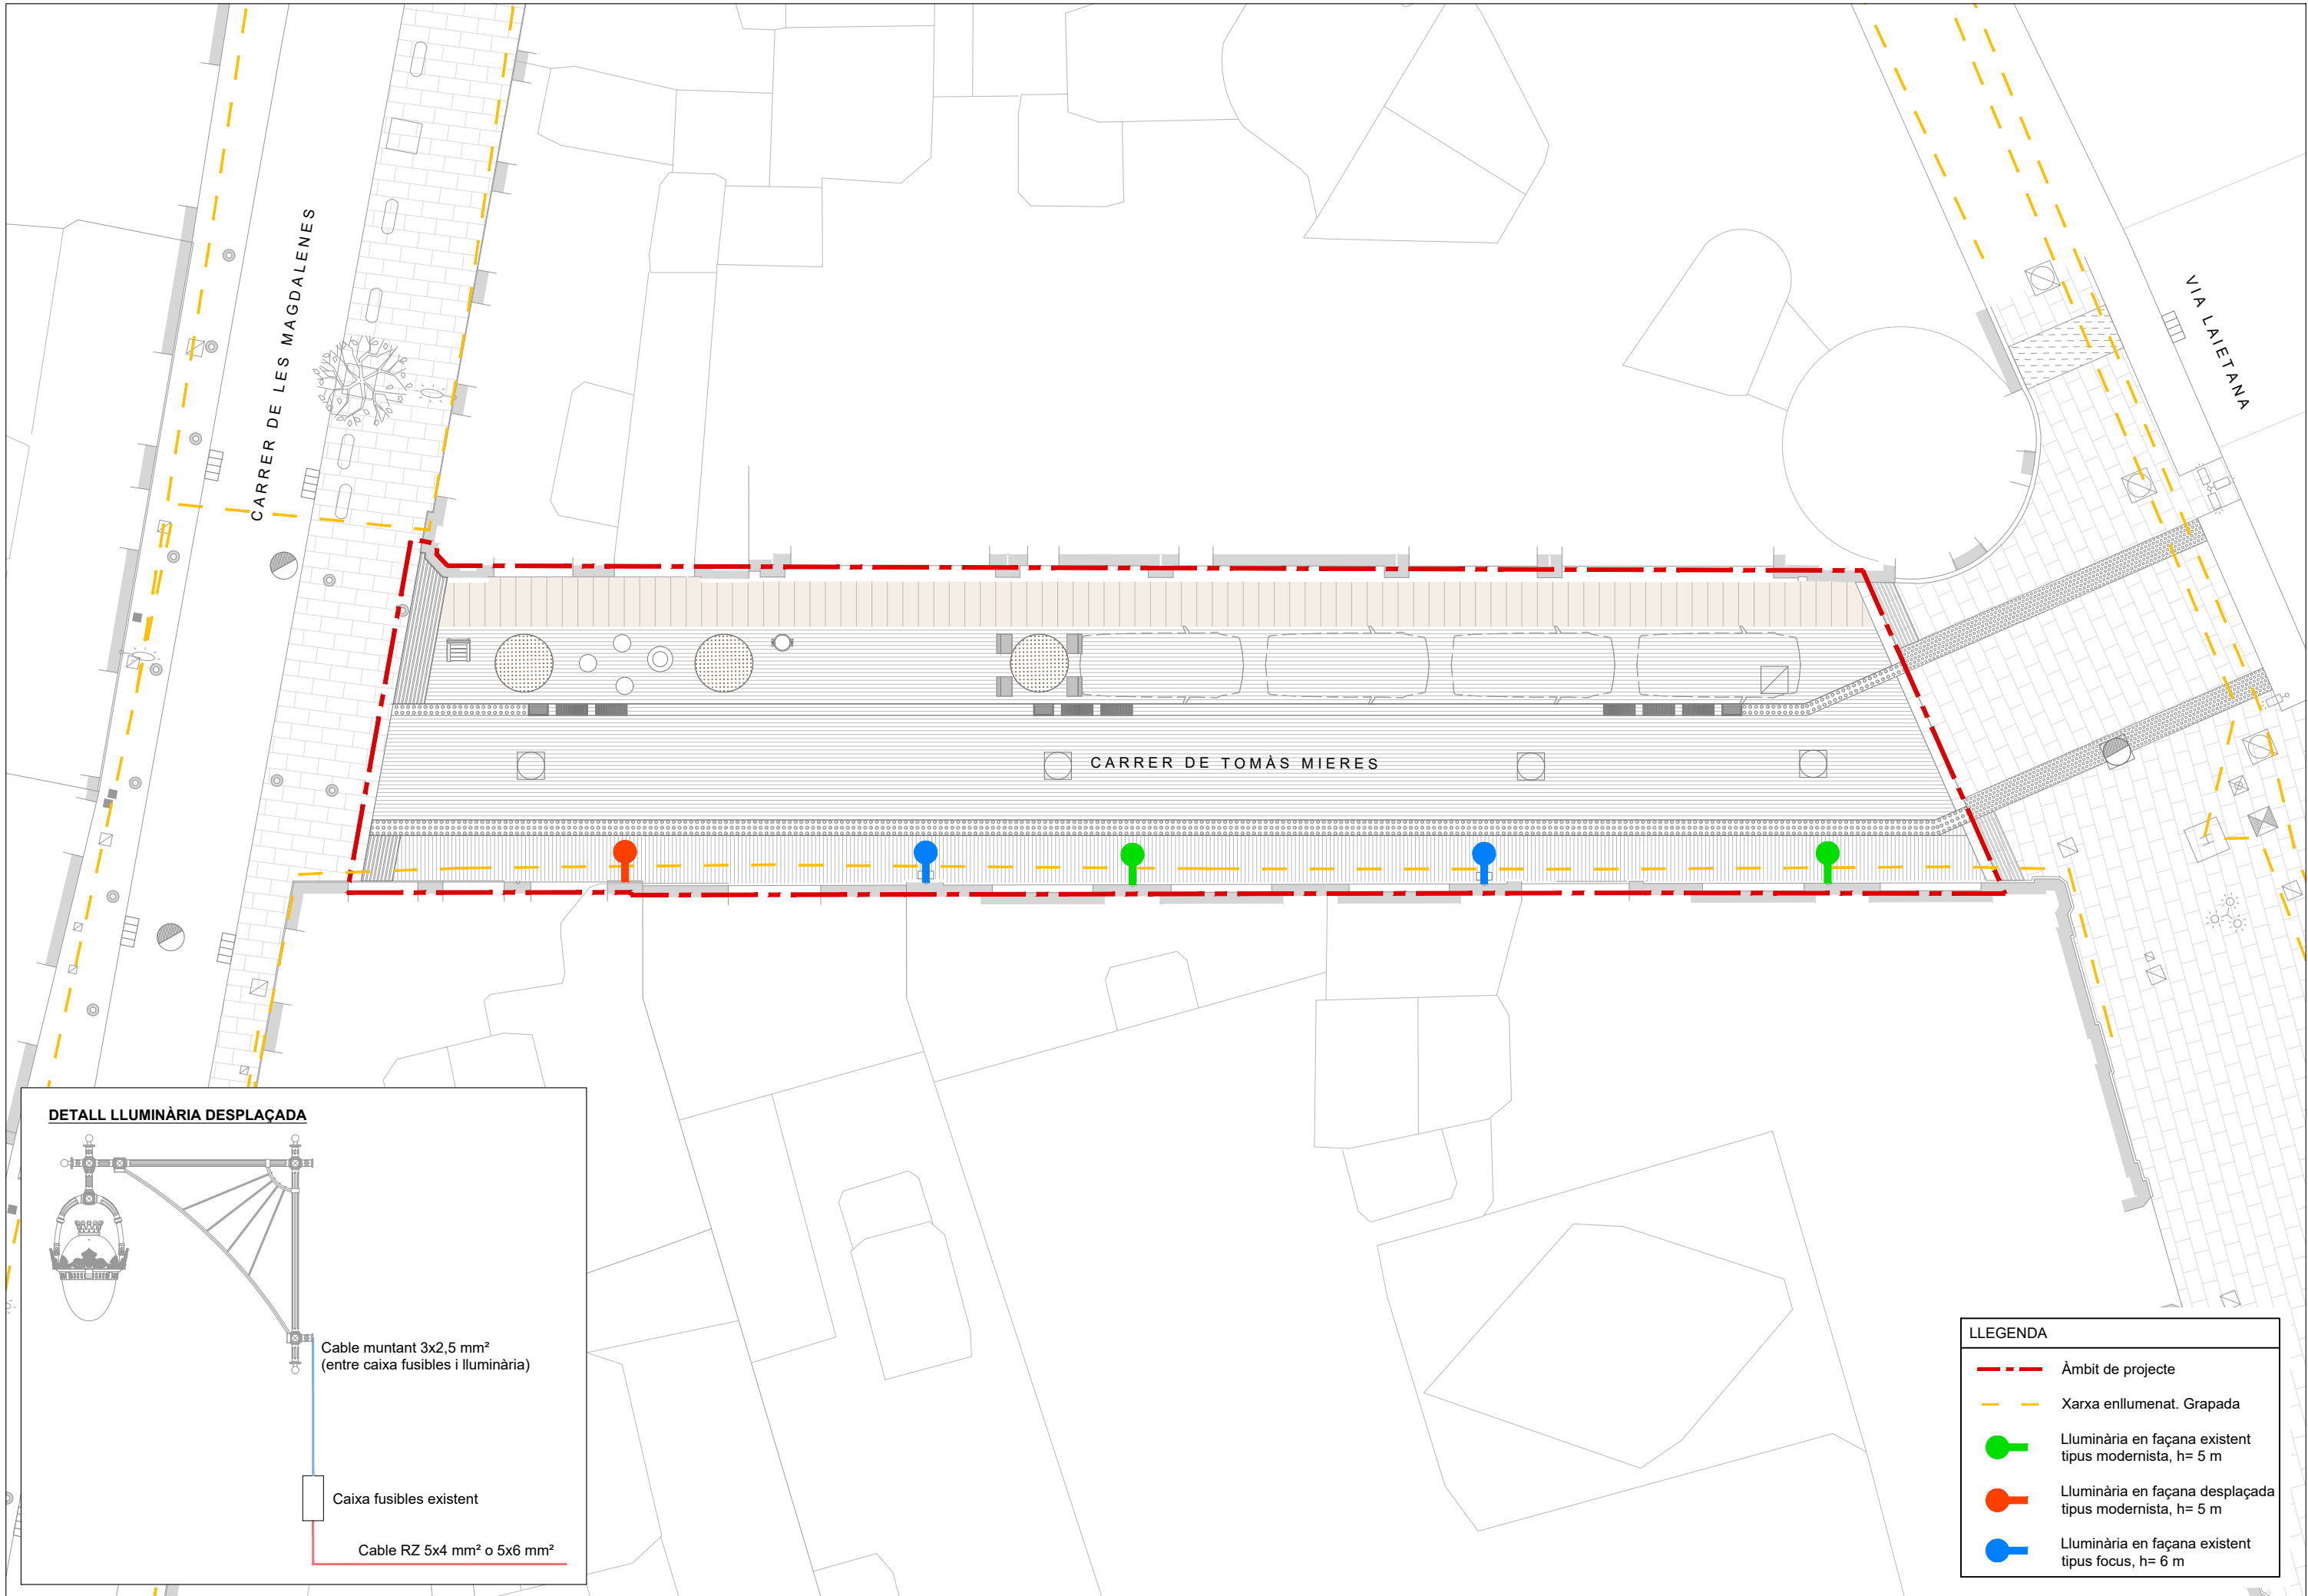 CARRER DE LES MAGDALENES
VIA LAIETANA
CARRER DE TOMÀS MIERES
DETALL LLUMINÀRIA DESPLAÇADA
Cable muntant 3x2,5 mm²
(entre caixa fusibles i lluminària)
Caixa fusibles existent
Cable RZ 5x4 mm² o 5x6 mm²
LLEGENDA
Àmbit de projecte
Xarxa enllumenat. Grapada
Lluminària en façana existent
tipus modernista, h= 5 m
Lluminària en façana desplaçada
tipus modernista, h= 5 m
Lluminària en façana existent
tipus focus, h= 6 m